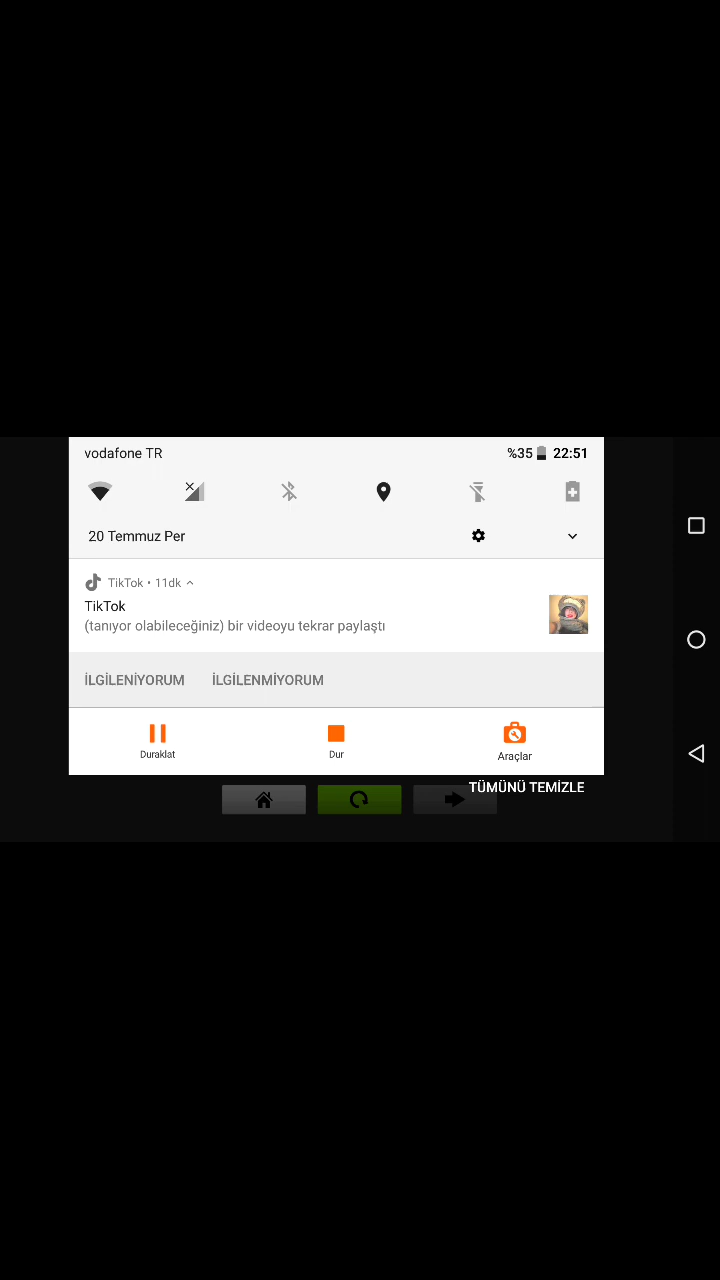 vodafone TR
%35 22:51
20 Temmuz Per
TikTok • 11dk
TikTok
(tanıyor olabileceğiniz) bir videoyu tekrar paylaştı
İLGİLENİYORUM İLGİLENMİYORUM
Duraklat Dur Araçlar
TÜMÜNÜ TEMİZLE